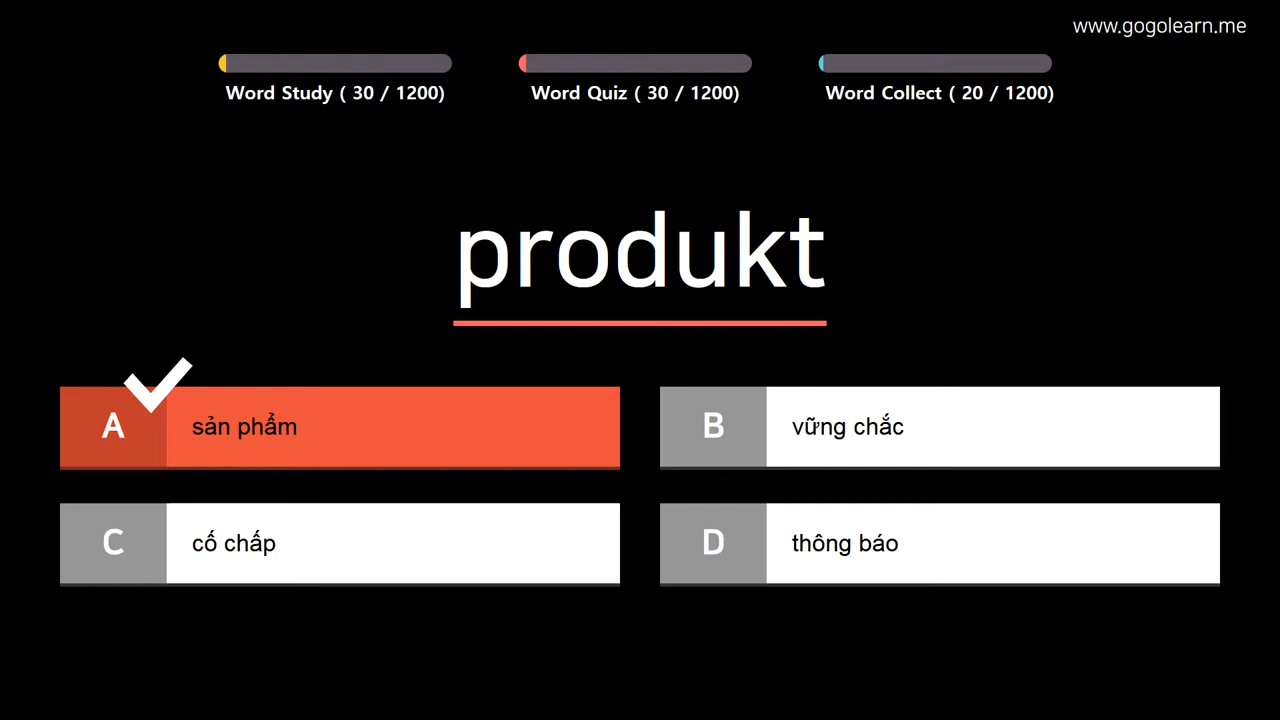 www.gogolearn.me
Word Study ( 30 / 1200)
Word Quiz ( 30 / 1200)
Word Collect ( 20 / 1200)
produkt
A sản phẩm
B vững chắc
C cố chấp
D thông báo